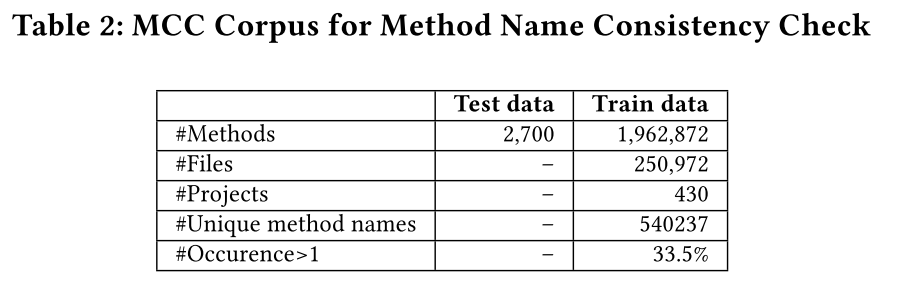 Table 2: MCC Corpus for Method Name Consistency Check
Test data Train data
#Methods 2,700 1,962,872
#Files – 250,972
#Projects – 430
#Unique method names – 540237
#Occurence>1 – 33.5%